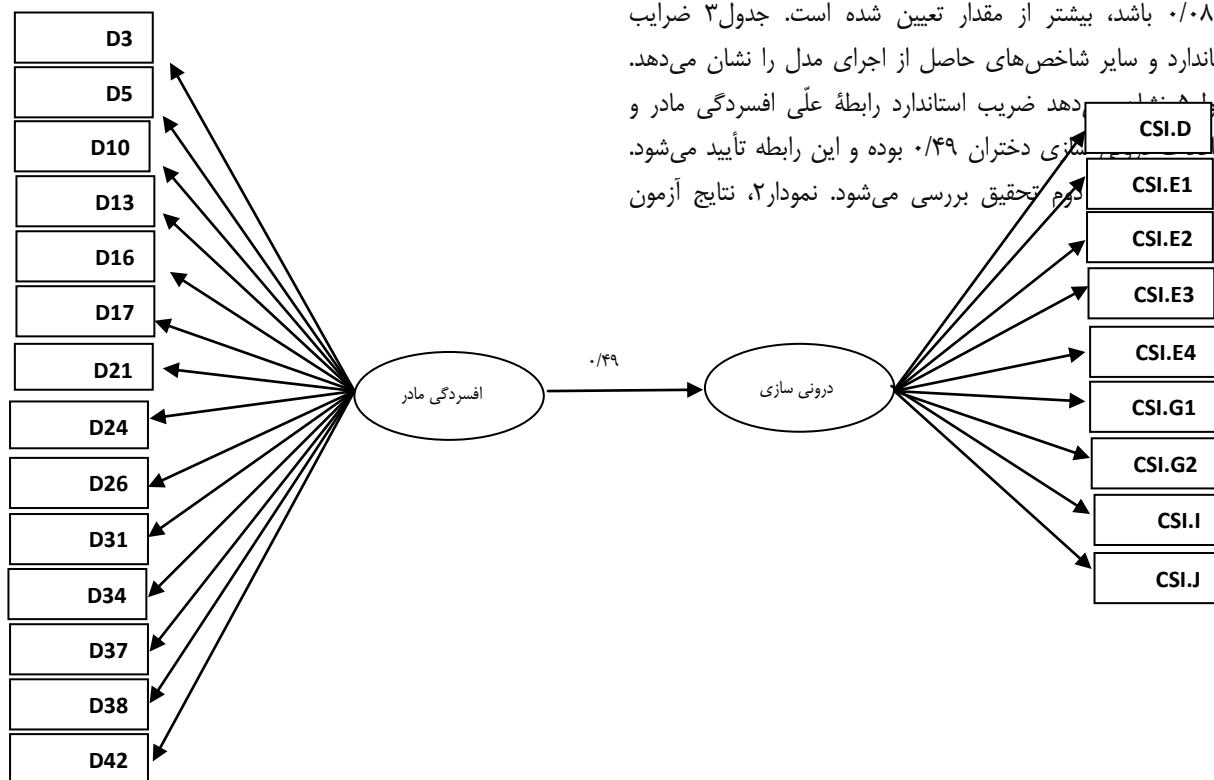 ۰/۰۸ باشد، بیشتر از مقدار تعیین شده است. جدول۳ ضرایب
اندارد و سایر شاخص‌های حاصل از اجرای مدل را نشان می‌دهد.
دهد ضریب استاندارد رابطهٔ علّی افسردگی مادر و
سازی دختران ۰/۴۹ بوده و این رابطه تأیید می‌شود.
دوم تحقیق بررسی می‌شود. نمودار۲، نتایج آزمون
D3
D5
D10
D13
D16
D17
D21
D24
D26
D31
D34
D37
D38
D42
افسردگی مادر
۰/۴۹
درونی سازی
CSI.D
CSI.E1
CSI.E2
CSI.E3
CSI.E4
CSI.G1
CSI.G2
CSI.I
CSI.J